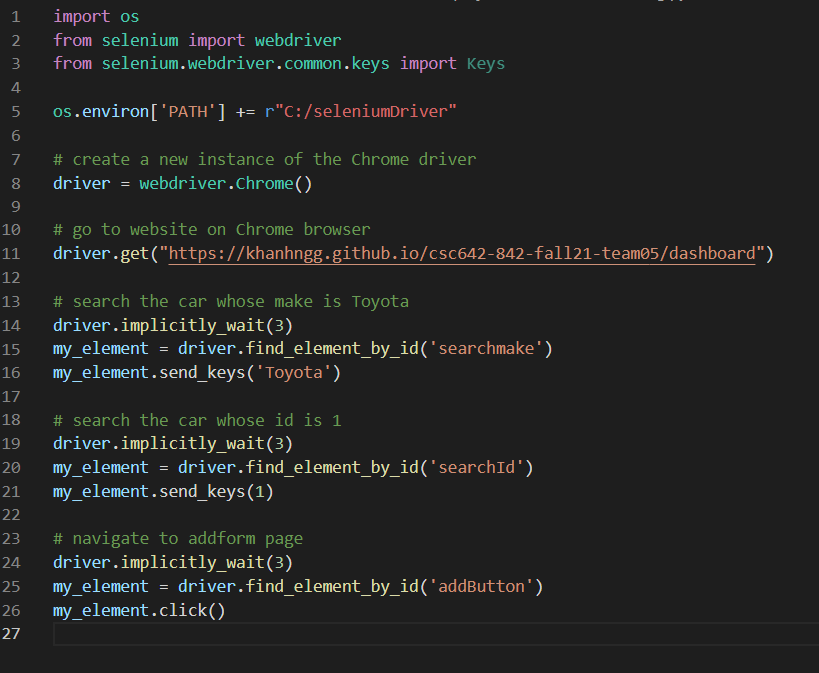 1 import os
2 from selenium import webdriver
3 from selenium.webdriver.common.keys import Keys
4
5 os.environ['PATH'] += r"C:/seleniumDriver"
6
7 # create a new instance of the Chrome driver
8 driver = webdriver.Chrome()
9
10 # go to website on Chrome browser
11 driver.get("https://khanhngg.github.io/csc642-842-fall21-team05/dashboard")
12
13 # search the car whose make is Toyota
14 driver.implicitly_wait(3)
15 my_element = driver.find_element_by_id('searchmake')
16 my_element.send_keys('Toyota')
17
18 # search the car whose id is 1
19 driver.implicitly_wait(3)
20 my_element = driver.find_element_by_id('searchId')
21 my_element.send_keys(1)
22
23 # navigate to addform page
24 driver.implicitly_wait(3)
25 my_element = driver.find_element_by_id('addButton')
26 my_element.click()
27